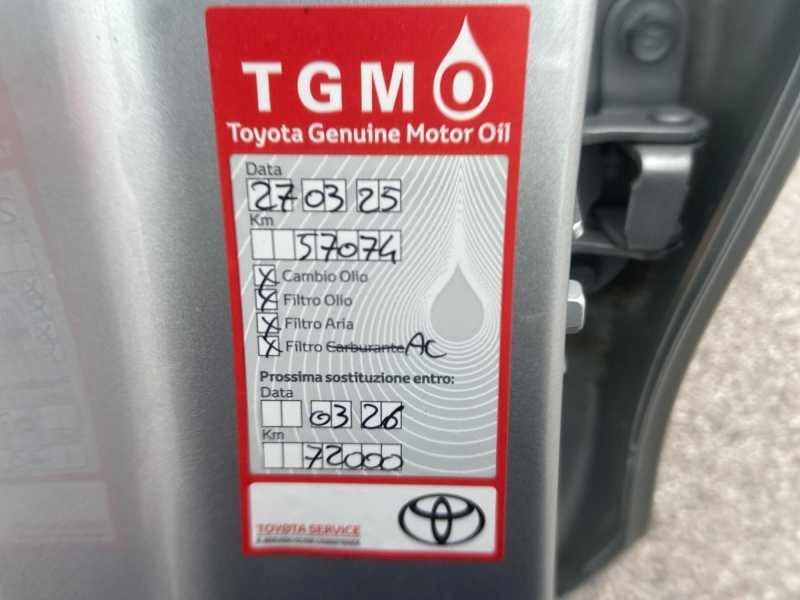 TGMO
Toyota Genuine Motor Oil
Data
27 03 25
Km
57074
X Cambio Olio
X Filtro Olio
X Filtro Aria
X Filtro Carburante AC
Prossima sostituzione entro:
Data
03 26
Km
72000
TOYOTA SERVICE